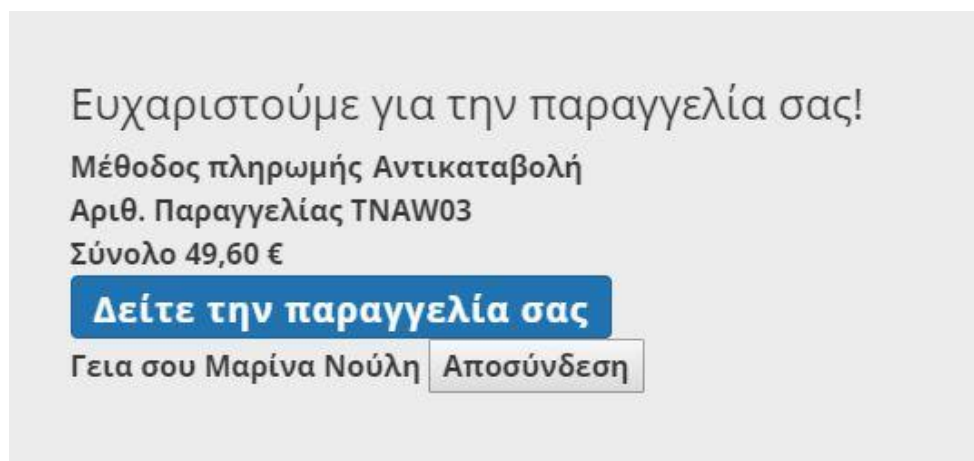 Ευχαριστούμε για την παραγγελία σας!
Μέθοδος πληρωμής Αντικαταβολή
Αριθ. Παραγγελίας TNAW03
Σύνολο 49,60 €
Δείτε την παραγγελία σας
Γεια σου Μαρίνα Νούλη Αποσύνδεση